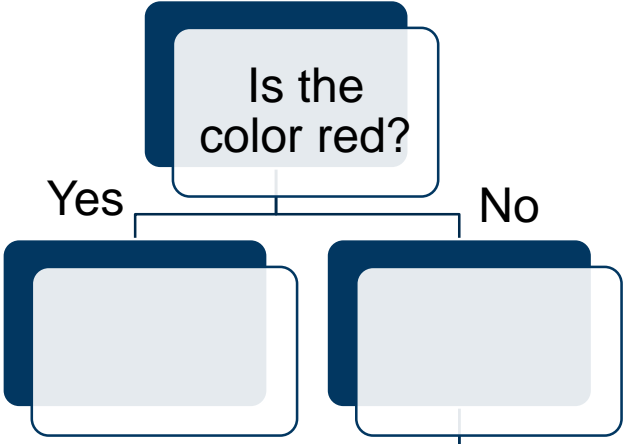 Is the
color red?
Yes
No